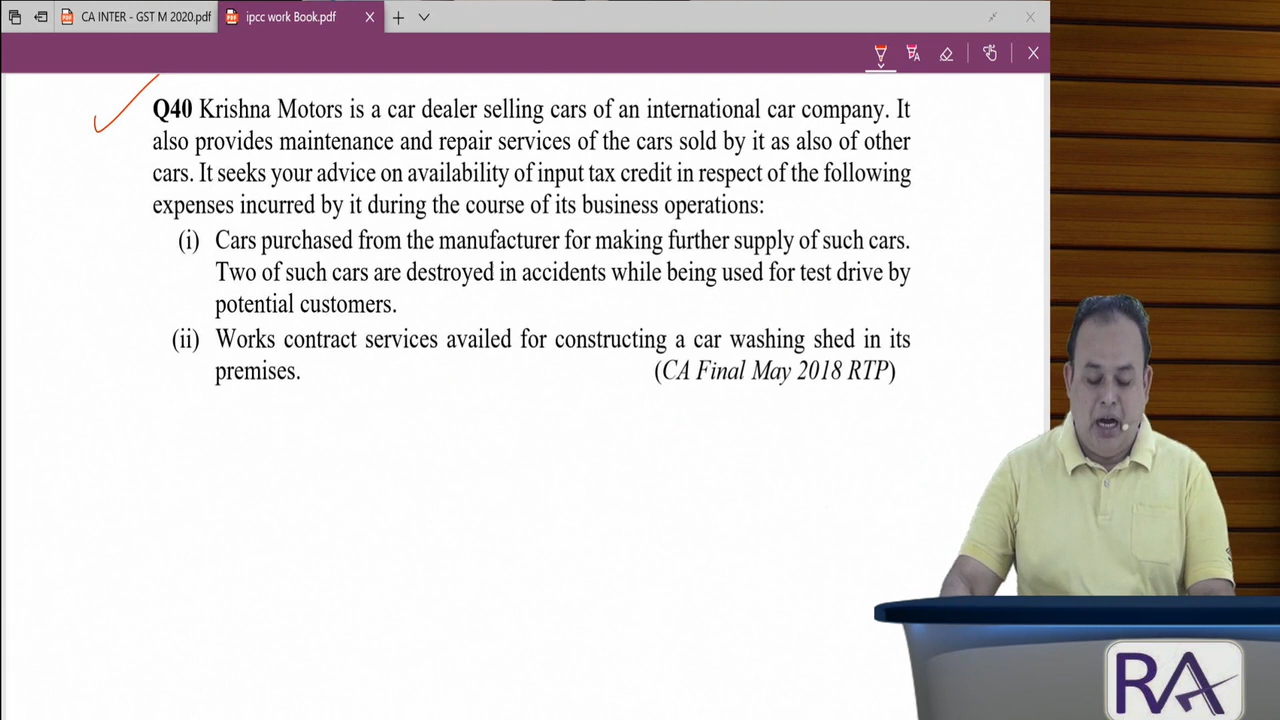 CA INTER - GST M 2020.pdf
ipcc work Book.pdf
Q40 Krishna Motors is a car dealer selling cars of an international car company. It
also provides maintenance and repair services of the cars sold by it as also of other
cars. It seeks your advice on availability of input tax credit in respect of the following
expenses incurred by it during the course of its business operations:
(i) Cars purchased from the manufacturer for making further supply of such cars.
Two of such cars are destroyed in accidents while being used for test drive by
potential customers.
(ii) Works contract services availed for constructing a car washing shed in its
premises. (CA Final May 2018 RTP)
RA